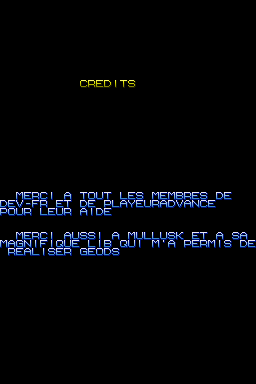 CREDITS
MERCI A TOUT LES MEMBRES DE
DEV-FR ET DE PLAYEURADVANCE
POUR LEUR AIDE
MERCI AUSSI A MULLUSK ET A SA
MAGNIFIQUE LIB QUI M'A PERMIS DE
REALISER GEODS